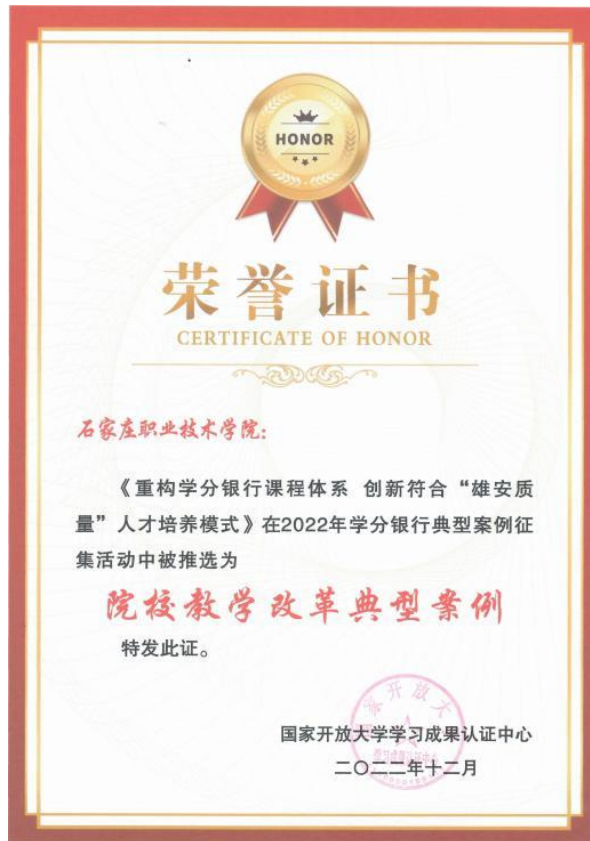 HONOR
荣誉证书
CERTIFICATE OF HONOR
石家庄职业技术学院：
《重构学分银行课程体系 创新符合“雄安质
量”人才培养模式》在2022年学分银行典型案例征
集活动中被推选为
院校教学改革典型案例
特发此证。
国家开放大学学习成果认证中心
二〇二二年十二月